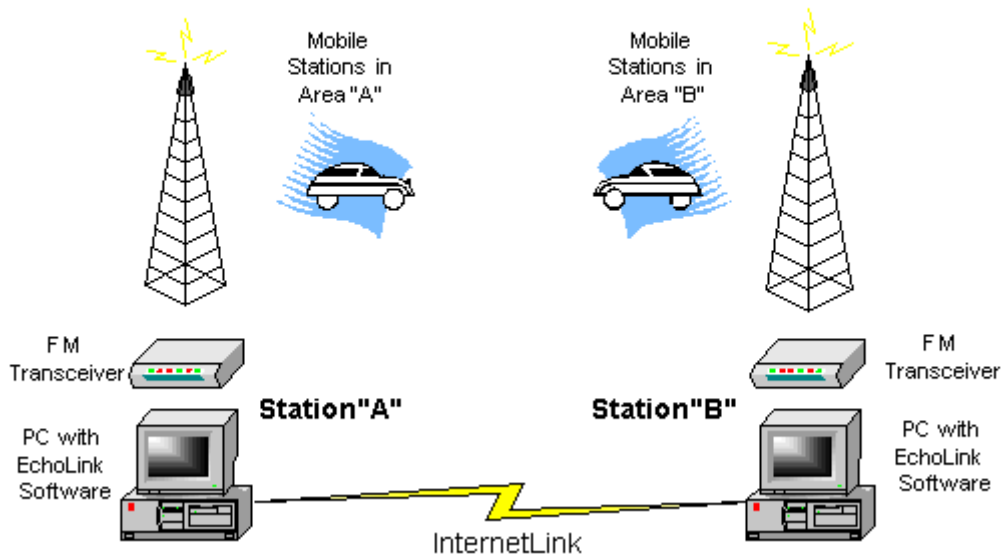 Mobile
Stations in
Area "A"
Mobile
Stations in
Area "B"
FM
Transceiver
FM
Transceiver
Station"A"
Station"B"
PC with
EchoLink
Software
PC with
EchoLink
Software
InternetLink